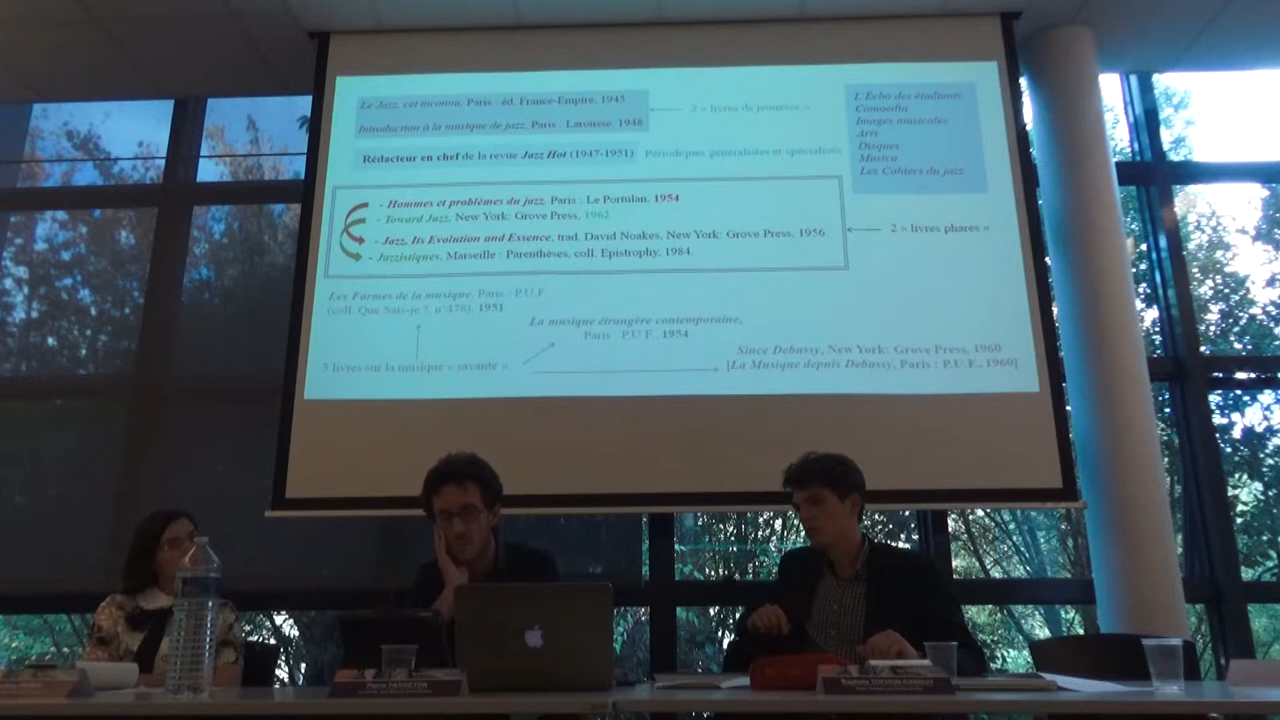 Le Jazz, cet inconnu, Paris : éd. France-Empire, 1945
Introduction à la musique de jazz, Paris : Larousse, 1948
« livres de jeunesse »
L'Écho des étudiants
Comoedia
Images musicales
Arts
Disques
Musica
Les Cahiers du jazz
Rédacteur en chef de la revue Jazz Hot (1947-1951)
Périodiques généralistes et spécialisés
- Hommes et problèmes du jazz, Paris : Le Portulan, 1954
- Toward Jazz, New York: Grove Press, 1962
- Jazz, Its Evolution and Essence, trad. David Noakes, New York: Grove Press, 1956.
- Jazzistiques, Marseille : Parenthèses, coll. Epistrophy, 1984.
2 « livres phares »
Les Formes de la musique, Paris : P.U.F.
(coll. Que Sais-je ?, n°478), 1951
La musique étrangère contemporaine,
Paris : P.U.F., 1954
Since Debussy, New York: Grove Press, 1960
[La Musique depuis Debussy, Paris : P.U.F., 1960]
3 livres sur la musique « savante »
Pierre FARGETON